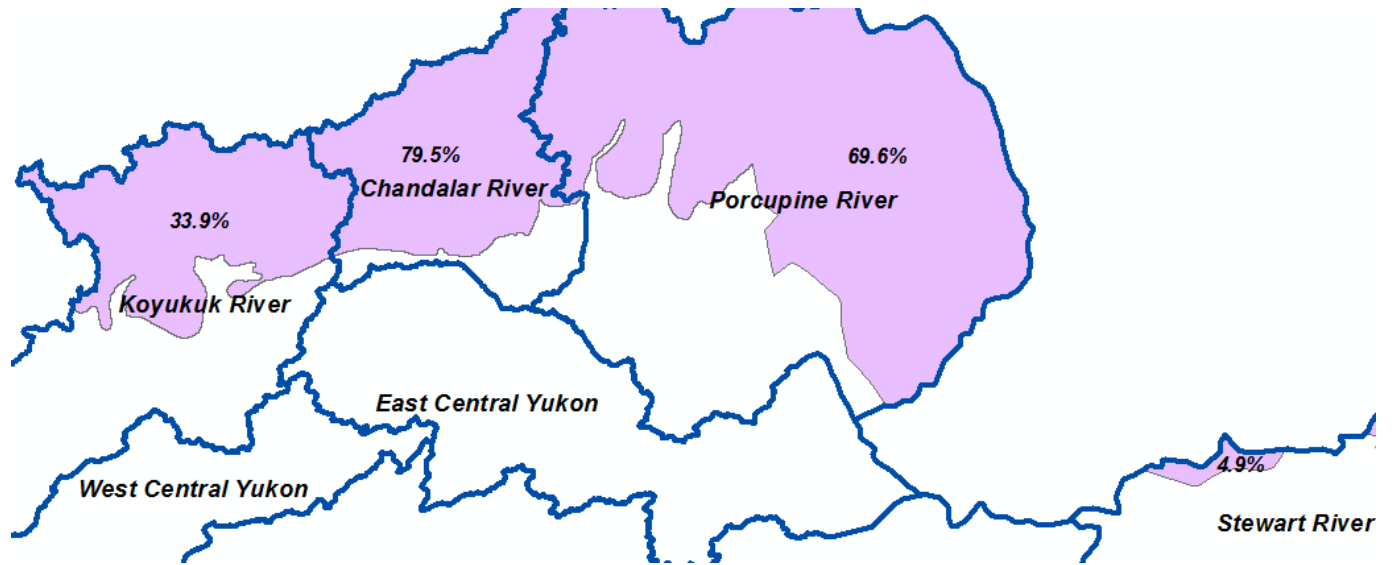 79.5%
Chandalar River
69.6%
Porcupine River
33.9%
Koyukuk River
East Central Yukon
West Central Yukon
4.9%
Stewart River